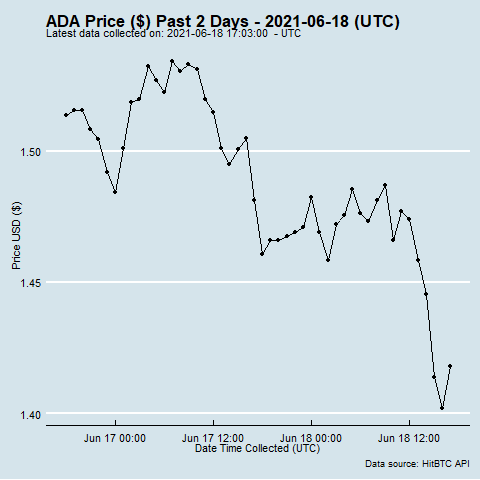 ADA Price ($) Past 2 Days - 2021-06-18 (UTC)
Latest data collected on: 2021-06-18 17:03:00  - UTC
Price USD ($)
1.50
1.45
1.40
Jun 17 00:00 Jun 17 12:00 Jun 18 00:00 Jun 18 12:00
Date Time Collected (UTC)
Data source: HitBTC API